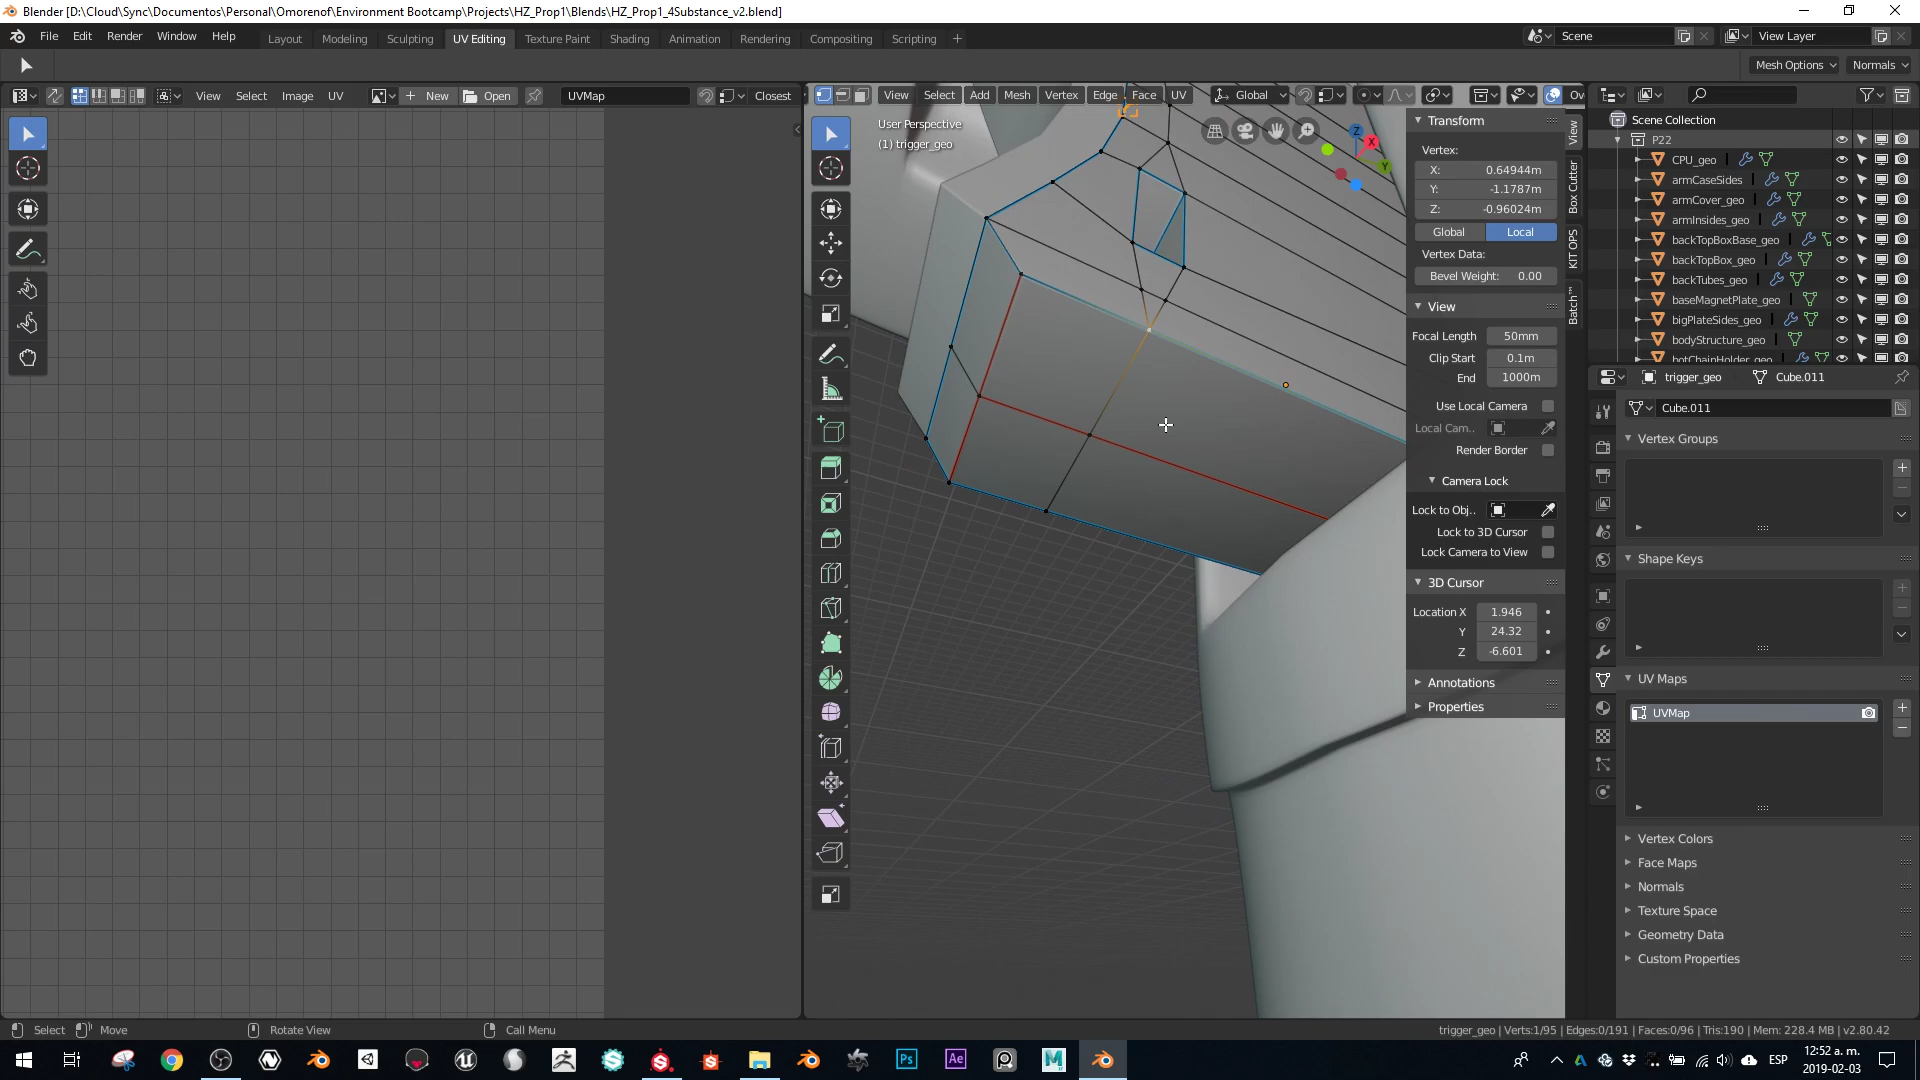 Blender [D:\Cloud\Sync\Documentos\Personal\Omorenof\Environment Bootcamp\Projects\HZ_Prop1\Blends\HZ_Prop1_4Substance_v2.blend]
File Edit Render Window Help Layout Modeling Sculpting UV Editing Texture Paint Shading Animation Rendering Compositing Scripting + Scene View Layer
Mesh Options Normals
View Select Image UV New Open UVMap Closest
View Select Add Mesh Vertex Edge Face UV Global Ov
User Perspective
(1) trigger_geo
Z X Y
Transform
Vertex:
X: 0.64944m
Y: -1.1787m
Z: -0.96024m
Global Local
Vertex Data:
Bevel Weight: 0.00
View
Focal Length 50mm
Clip Start 0.1m
End 1000m
Use Local Camera
Local Cam..
Render Border
Camera Lock
Lock to Obj..
Lock to 3D Cursor
Lock Camera to View
3D Cursor
Location X 1.946
Y 24.32
Z -6.601
Annotations
Properties
View
Box Cutter
KIT OPS
Batch™
Scene Collection
P22
CPU_geo
armCaseSides
armCover_geo
armInsides_geo
backTopBoxBase_geo
backTopBox_geo
backTubes_geo
baseMagnetPlate_geo
bigPlateSides_geo
bodyStructure_geo
botChainHolder_geo
trigger_geo Cube.011
Cube.011
Vertex Groups
Shape Keys
UV Maps
UVMap
Vertex Colors
Face Maps
Normals
Texture Space
Geometry Data
Custom Properties
Select Move Rotate View Call Menu trigger_geo | Verts:1/95 | Edges:0/191 | Faces:0/96 | Tris:190 | Mem: 228.4 MB | v2.80.42
Ps Ae M ESP 12:52 a. m.
2019-02-03